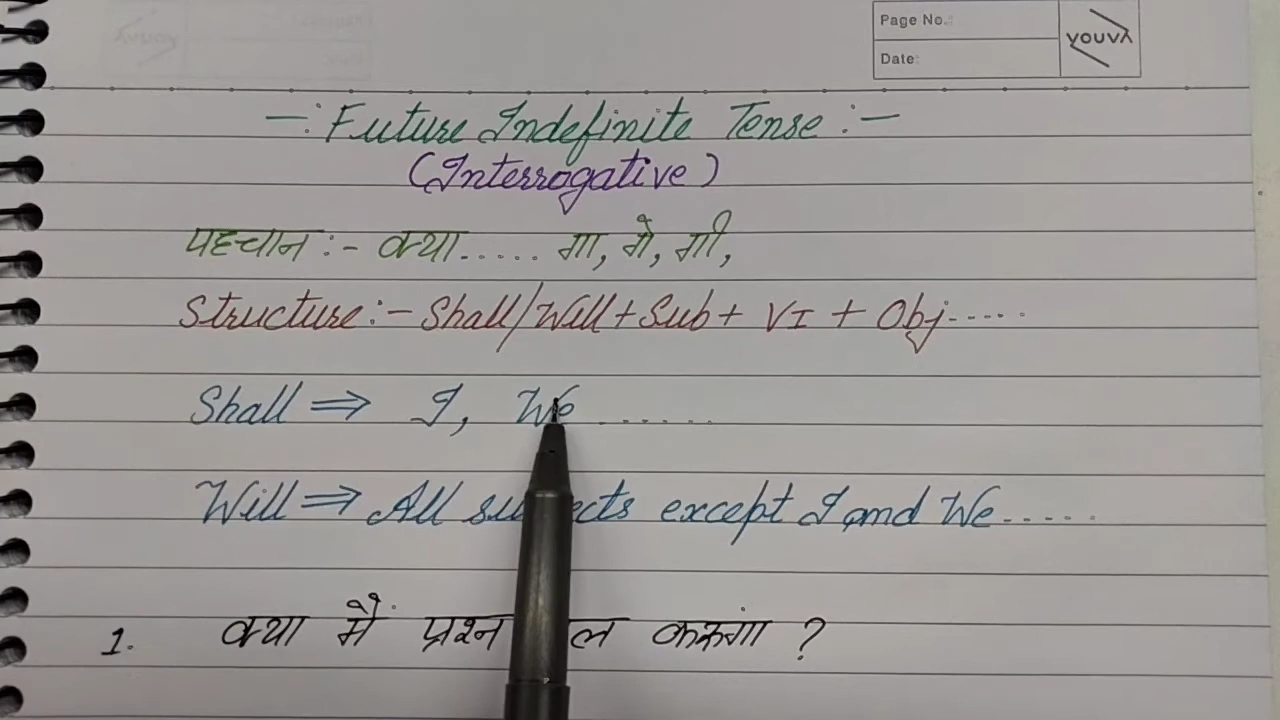 Page No.:
Date:
YOUVA
-: Future Indefinite Tense :-
(Interrogative)
पहचान :- क्या..... गा, गे, गी,
Structure:- Shall/Will + Sub + VI + Obj.....
Shall ⇒ I, We ......
Will ⇒ All subjects except I and We.....
1. क्या मैं प्रश्न करूंगा ?